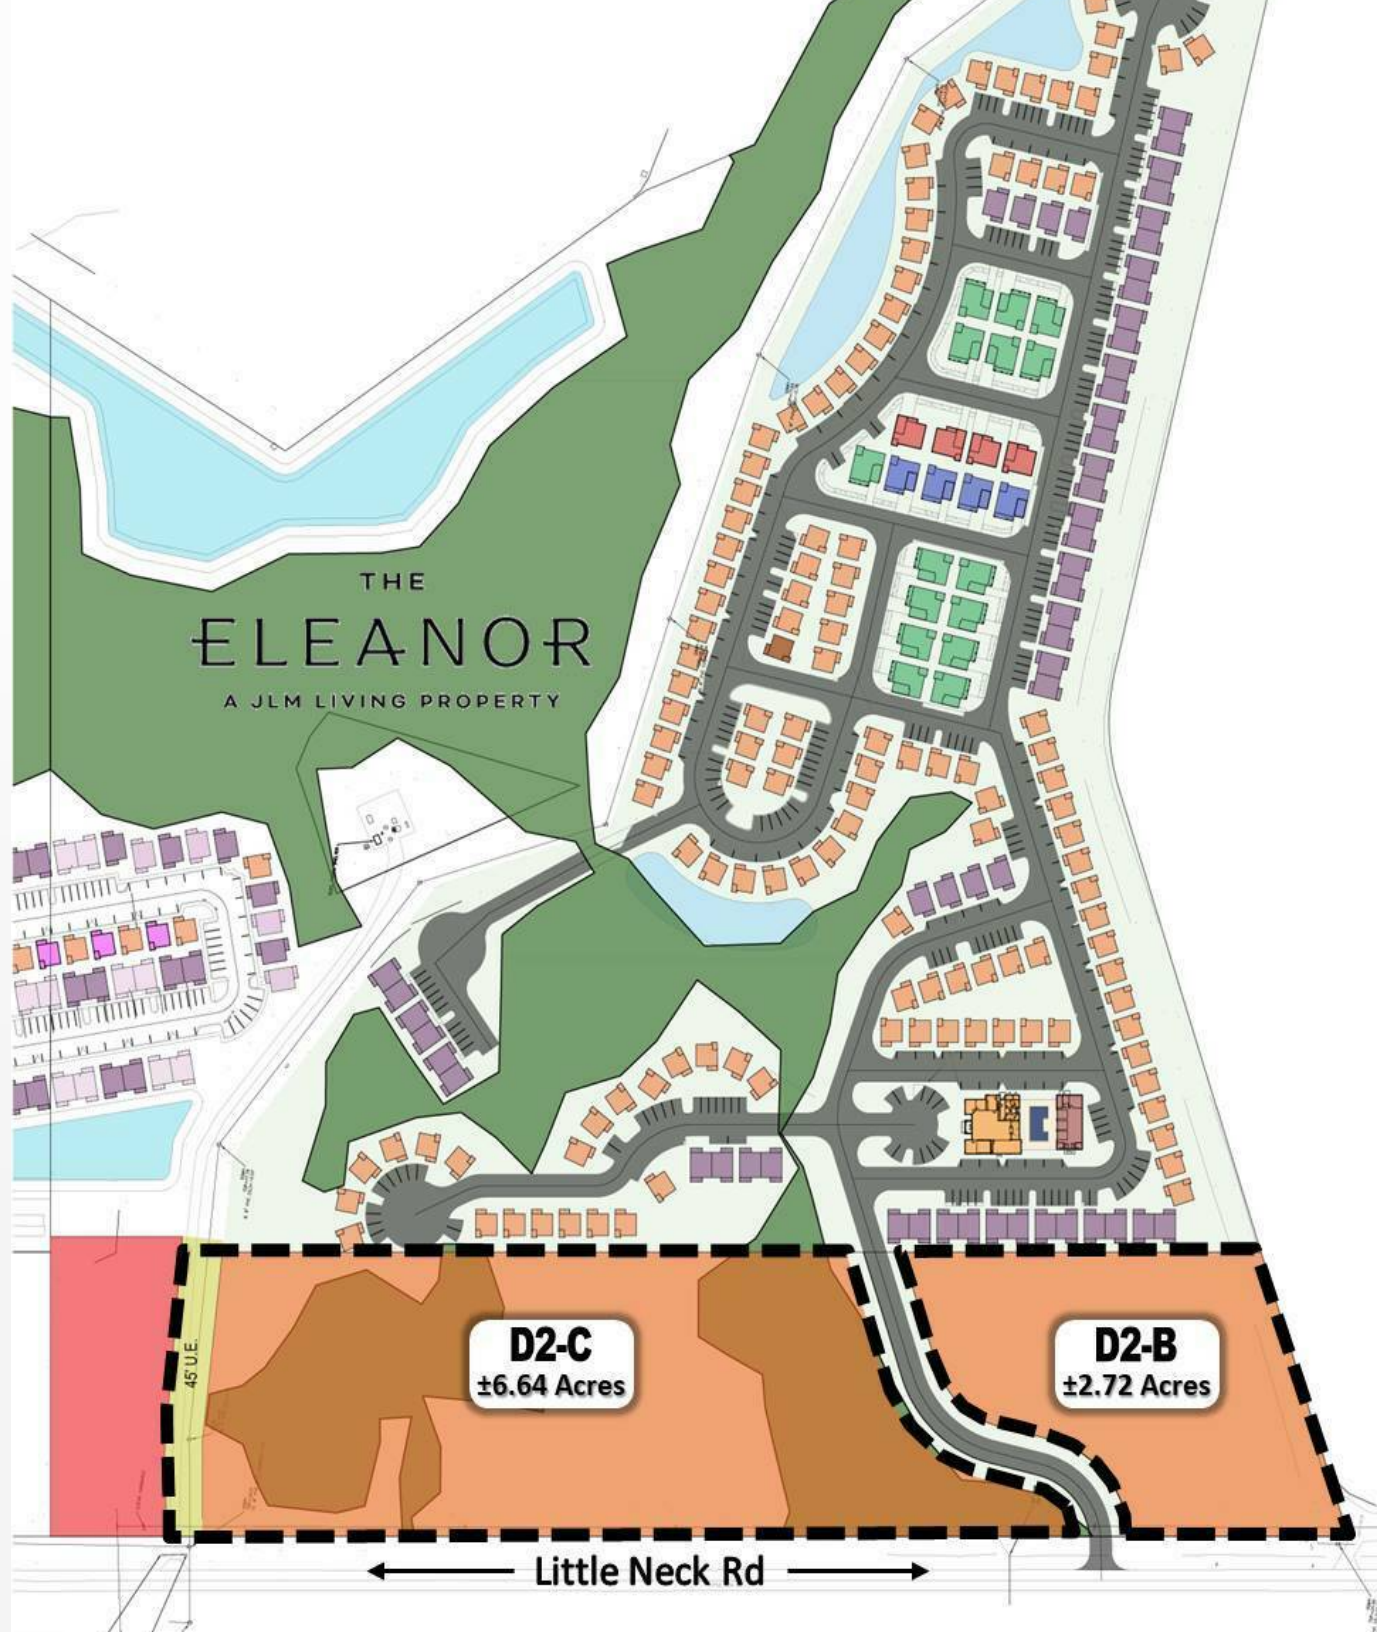 THE
ELEANOR
A JLM LIVING PROPERTY
45' U.E.
D2-C
±6.64 Acres
D2-B
±2.72 Acres
Little Neck Rd